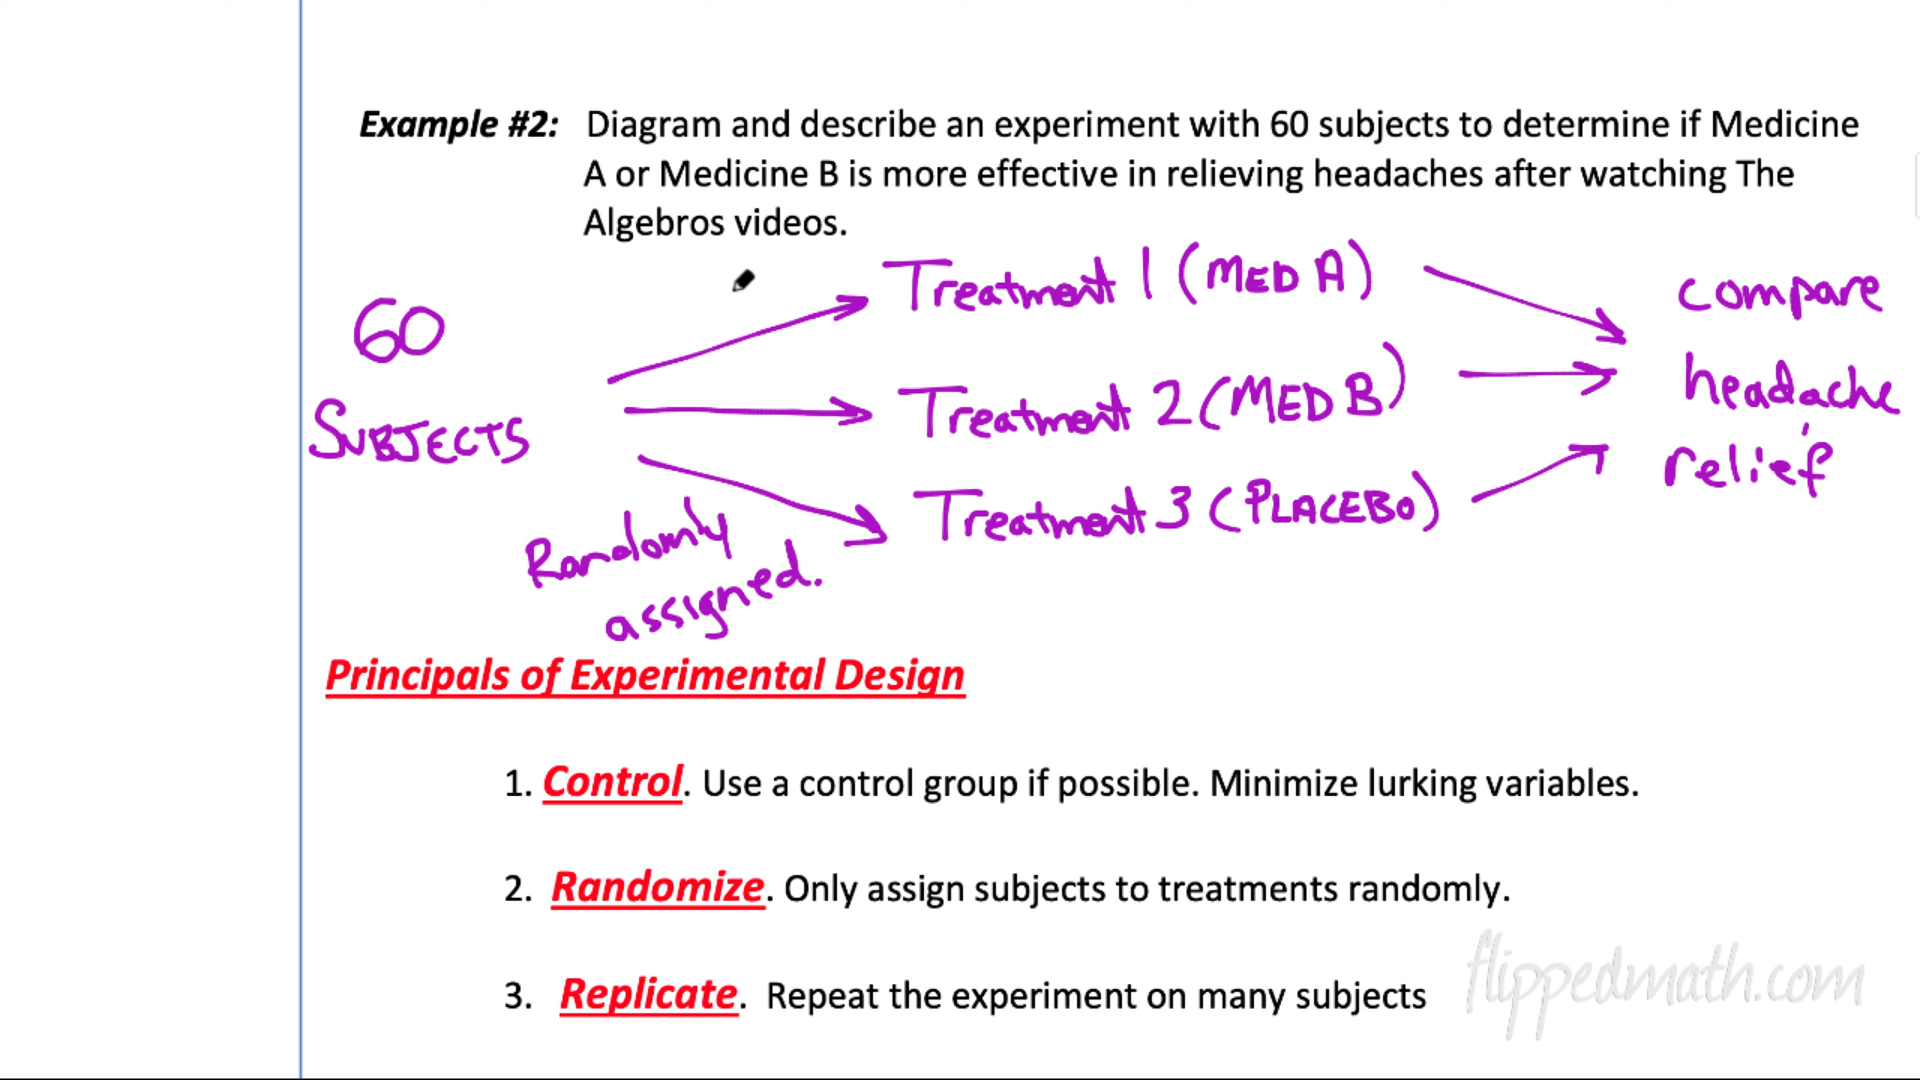 Example #2: Diagram and describe an experiment with 60 subjects to determine if Medicine
A or Medicine B is more effective in relieving headaches after watching The
Algebros videos.
60
SUBJECTS
Randomly
assigned.
Treatment 1 (MED A)
Treatment 2 (MED B)
Treatment 3 (PLACEBO)
compare
headache
relief
Principals of Experimental Design
1. Control. Use a control group if possible. Minimize lurking variables.
2. Randomize. Only assign subjects to treatments randomly.
3. Replicate. Repeat the experiment on many subjects
flippedmath.com